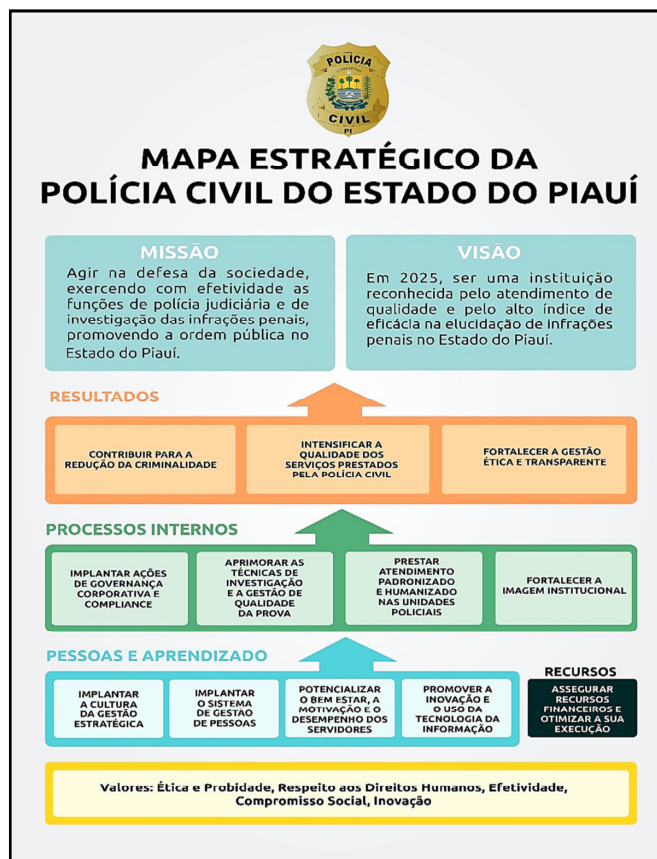 POLÍCIA
CIVIL
PI
MAPA ESTRATÉGICO DA
POLÍCIA CIVIL DO ESTADO DO PIAUÍ
MISSÃO
Agir na defesa da sociedade,
exercendo com efetividade as
funções de polícia judiciária e de
investigação das infrações penais,
promovendo a ordem pública no
Estado do Piauí.
VISÃO
Em 2025, ser uma instituição
reconhecida pelo atendimento de
qualidade e pelo alto índice de
eficácia na elucidação de infrações
penais no Estado do Piauí.
RESULTADOS
CONTRIBUIR PARA A
REDUÇÃO DA CRIMINALIDADE
INTENSIFICAR A
QUALIDADE DOS
SERVIÇOS PRESTADOS
PELA POLÍCIA CIVIL
FORTALECER A GESTÃO
ÉTICA E TRANSPARENTE
PROCESSOS INTERNOS
IMPLANTAR AÇÕES
DE GOVERNANÇA
CORPORATIVA E
COMPLIANCE
APRIMORAR AS
TÉCNICAS DE
INVESTIGAÇÃO
E A GESTÃO DE
QUALIDADE
DA PROVA
PRESTAR
ATENDIMENTO
PADRONIZADO
E HUMANIZADO
NAS UNIDADES
POLICIAIS
FORTALECER A
IMAGEM INSTITUCIONAL
PESSOAS E APRENDIZADO
IMPLANTAR
A CULTURA
DA GESTÃO
ESTRATÉGICA
IMPLANTAR
O SISTEMA
DE GESTÃO
DE PESSOAS
POTENCIALIZAR
O BEM ESTAR, A
MOTIVAÇÃO E O
DESEMPENHO DOS
SERVIDORES
PROMOVER A
INOVAÇÃO E
O USO DA
TECNOLOGIA DA
INFORMAÇÃO
RECURSOS
ASSEGURAR
RECURSOS
FINANCEIROS E
OTIMIZAR A SUA
EXECUÇÃO
Valores: Ética e Probidade, Respeito aos Direitos Humanos, Efetividade,
Compromisso Social, Inovação